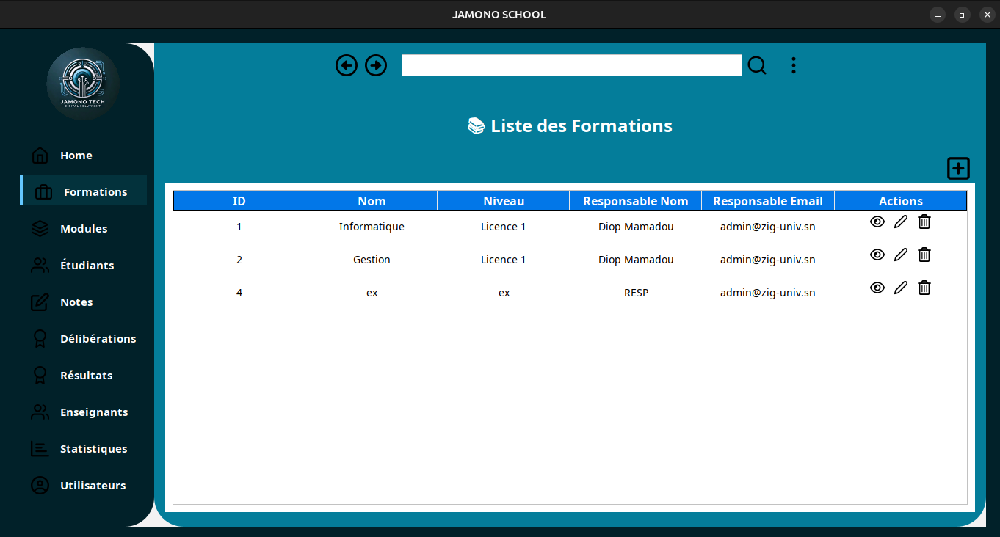 JAMONO SCHOOL
JAMONO TECH
Home
Formations
Modules
Étudiants
Notes
Délibérations
Résultats
Enseignants
Statistiques
Utilisateurs
Liste des Formations
ID Nom Niveau Responsable Nom Responsable Email Actions
1 Informatique Licence 1 Diop Mamadou admin@zig-univ.sn
2 Gestion Licence 1 Diop Mamadou admin@zig-univ.sn
4 ex ex RESP admin@zig-univ.sn